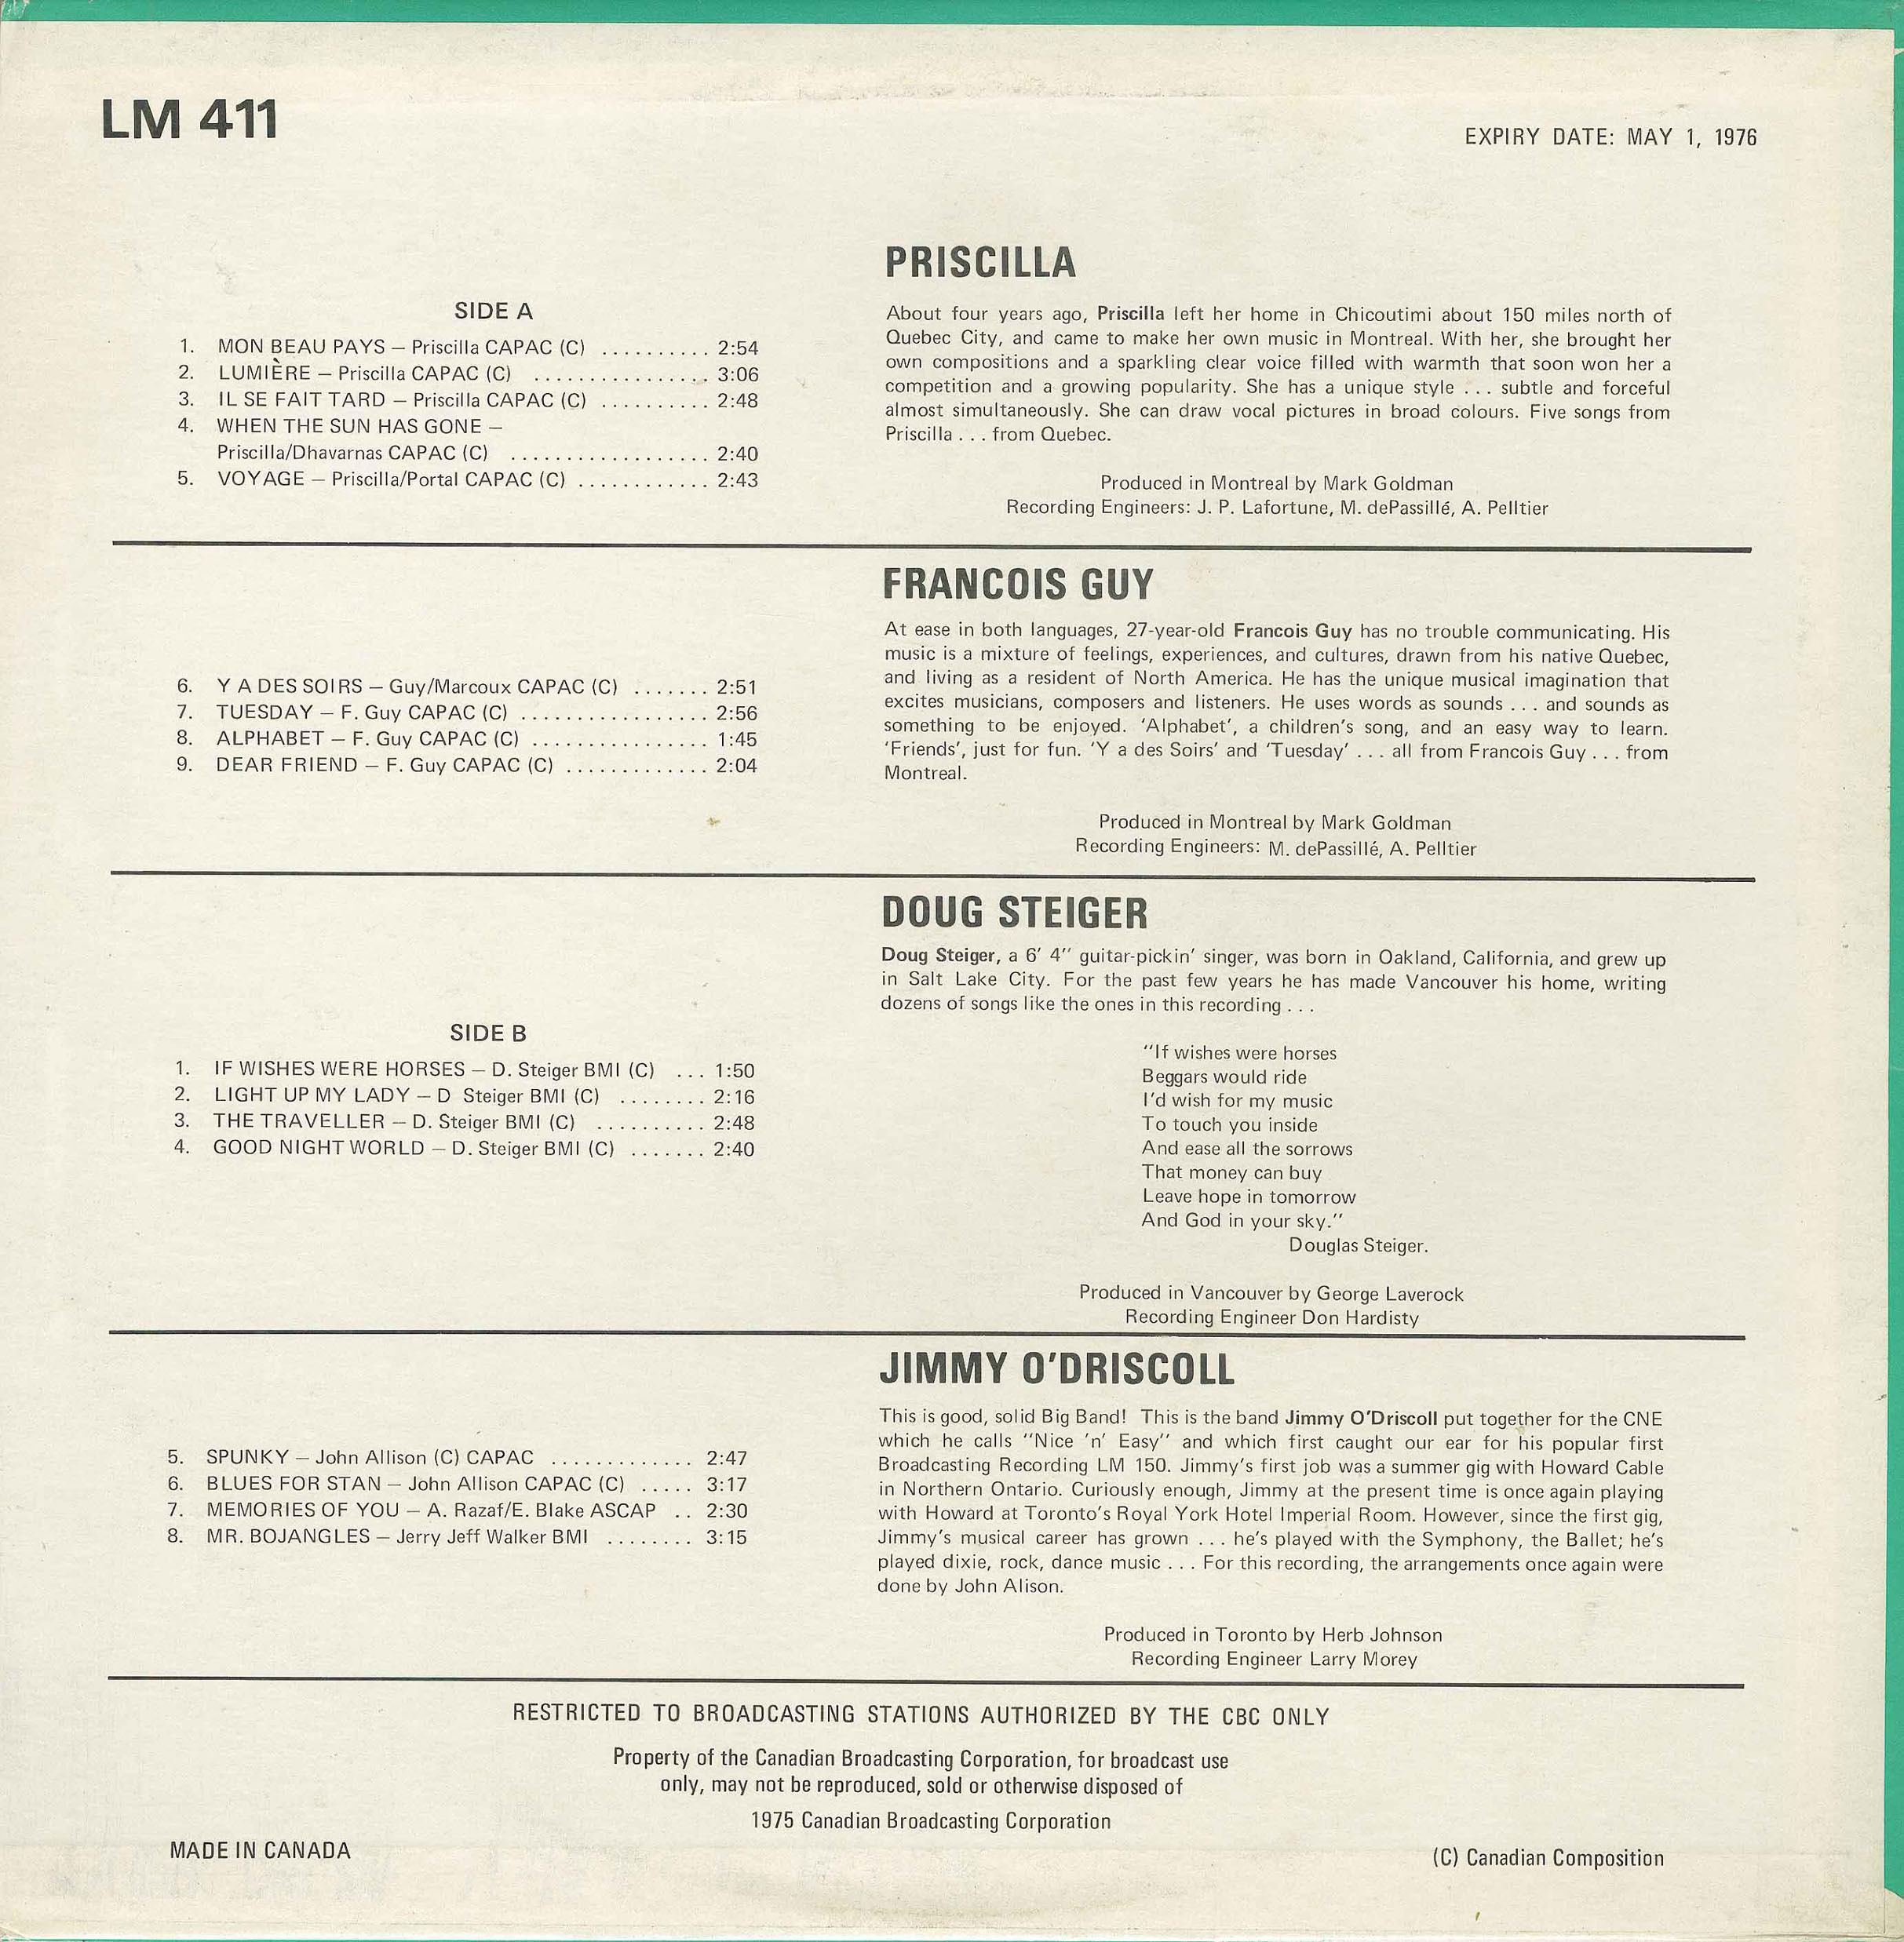 LM 411
EXPIRY DATE: MAY 1, 1976
PRISCILLA
SIDE A
1. MON BEAU PAYS – Priscilla CAPAC (C) .......... 2:54
2. LUMIÈRE – Priscilla CAPAC (C) ................ 3:06
3. IL SE FAIT TARD – Priscilla CAPAC (C) .......... 2:48
4. WHEN THE SUN HAS GONE –
Priscilla/Dhavarnas CAPAC (C) .................. 2:40
5. VOYAGE – Priscilla/Portal CAPAC (C) ............ 2:43
About four years ago, Priscilla left her home in Chicoutimi about 150 miles north of
Quebec City, and came to make her own music in Montreal. With her, she brought her
own compositions and a sparkling clear voice filled with warmth that soon won her a
competition and a growing popularity. She has a unique style . . . subtle and forceful
almost simultaneously. She can draw vocal pictures in broad colours. Five songs from
Priscilla . . . from Quebec.
Produced in Montreal by Mark Goldman
Recording Engineers: J. P. Lafortune, M. dePassillé, A. Pelltier
FRANCOIS GUY
6. Y A DES SOIRS – Guy/Marcoux CAPAC (C) ....... 2:51
7. TUESDAY – F. Guy CAPAC (C) ................. 2:56
8. ALPHABET – F. Guy CAPAC (C) ................ 1:45
9. DEAR FRIEND – F. Guy CAPAC (C) ............. 2:04
At ease in both languages, 27-year-old Francois Guy has no trouble communicating. His
music is a mixture of feelings, experiences, and cultures, drawn from his native Quebec,
and living as a resident of North America. He has the unique musical imagination that
excites musicians, composers and listeners. He uses words as sounds . . . and sounds as
something to be enjoyed. ‘Alphabet’, a children’s song, and an easy way to learn.
‘Friends’, just for fun. ‘Y a des Soirs’ and ‘Tuesday’ . . . all from Francois Guy . . . from
Montreal.
Produced in Montreal by Mark Goldman
Recording Engineers: M. dePassillé, A. Pelltier
DOUG STEIGER
Doug Steiger, a 6’ 4’’ guitar-pickin’ singer, was born in Oakland, California, and grew up
in Salt Lake City. For the past few years he has made Vancouver his home, writing
dozens of songs like the ones in this recording . . .
SIDE B
1. IF WISHES WERE HORSES – D. Steiger BMI (C) ... 1:50
2. LIGHT UP MY LADY – D Steiger BMI (C) ........ 2:16
3. THE TRAVELLER – D. Steiger BMI (C) .......... 2:48
4. GOOD NIGHT WORLD – D. Steiger BMI (C) ....... 2:40
“If wishes were horses
Beggars would ride
I’d wish for my music
To touch you inside
And ease all the sorrows
That money can buy
Leave hope in tomorrow
And God in your sky.”
Douglas Steiger.
Produced in Vancouver by George Laverock
Recording Engineer Don Hardisty
JIMMY O’DRISCOLL
5. SPUNKY – John Allison (C) CAPAC ............. 2:47
6. BLUES FOR STAN – John Allison CAPAC (C) ..... 3:17
7. MEMORIES OF YOU – A. Razaf/E. Blake ASCAP .. 2:30
8. MR. BOJANGLES – Jerry Jeff Walker BMI ........ 3:15
This is good, solid Big Band! This is the band Jimmy O’Driscoll put together for the CNE
which he calls “Nice ’n’ Easy” and which first caught our ear for his popular first
Broadcasting Recording LM 150. Jimmy’s first job was a summer gig with Howard Cable
in Northern Ontario. Curiously enough, Jimmy at the present time is once again playing
with Howard at Toronto’s Royal York Hotel Imperial Room. However, since the first gig,
Jimmy’s musical career has grown . . . he’s played with the Symphony, the Ballet; he’s
played dixie, rock, dance music . . . For this recording, the arrangements once again were
done by John Alison.
Produced in Toronto by Herb Johnson
Recording Engineer Larry Morey
RESTRICTED TO BROADCASTING STATIONS AUTHORIZED BY THE CBC ONLY
Property of the Canadian Broadcasting Corporation, for broadcast use
only, may not be reproduced, sold or otherwise disposed of
1975 Canadian Broadcasting Corporation
MADE IN CANADA
(C) Canadian Composition